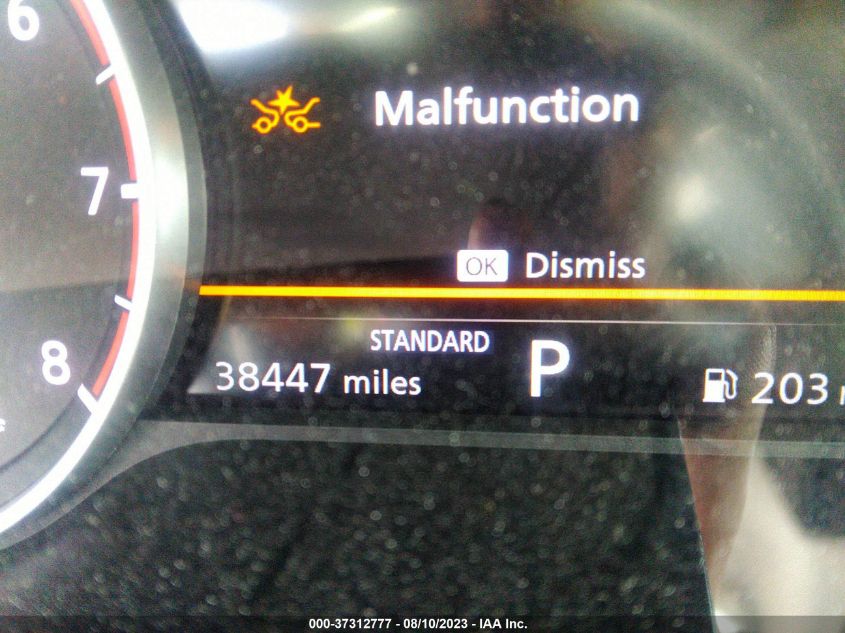 6
Malfunction
7
OK Dismiss
STANDARD
8
38447 miles P 203
000-37312777 - 08/10/2023 - IAA Inc.